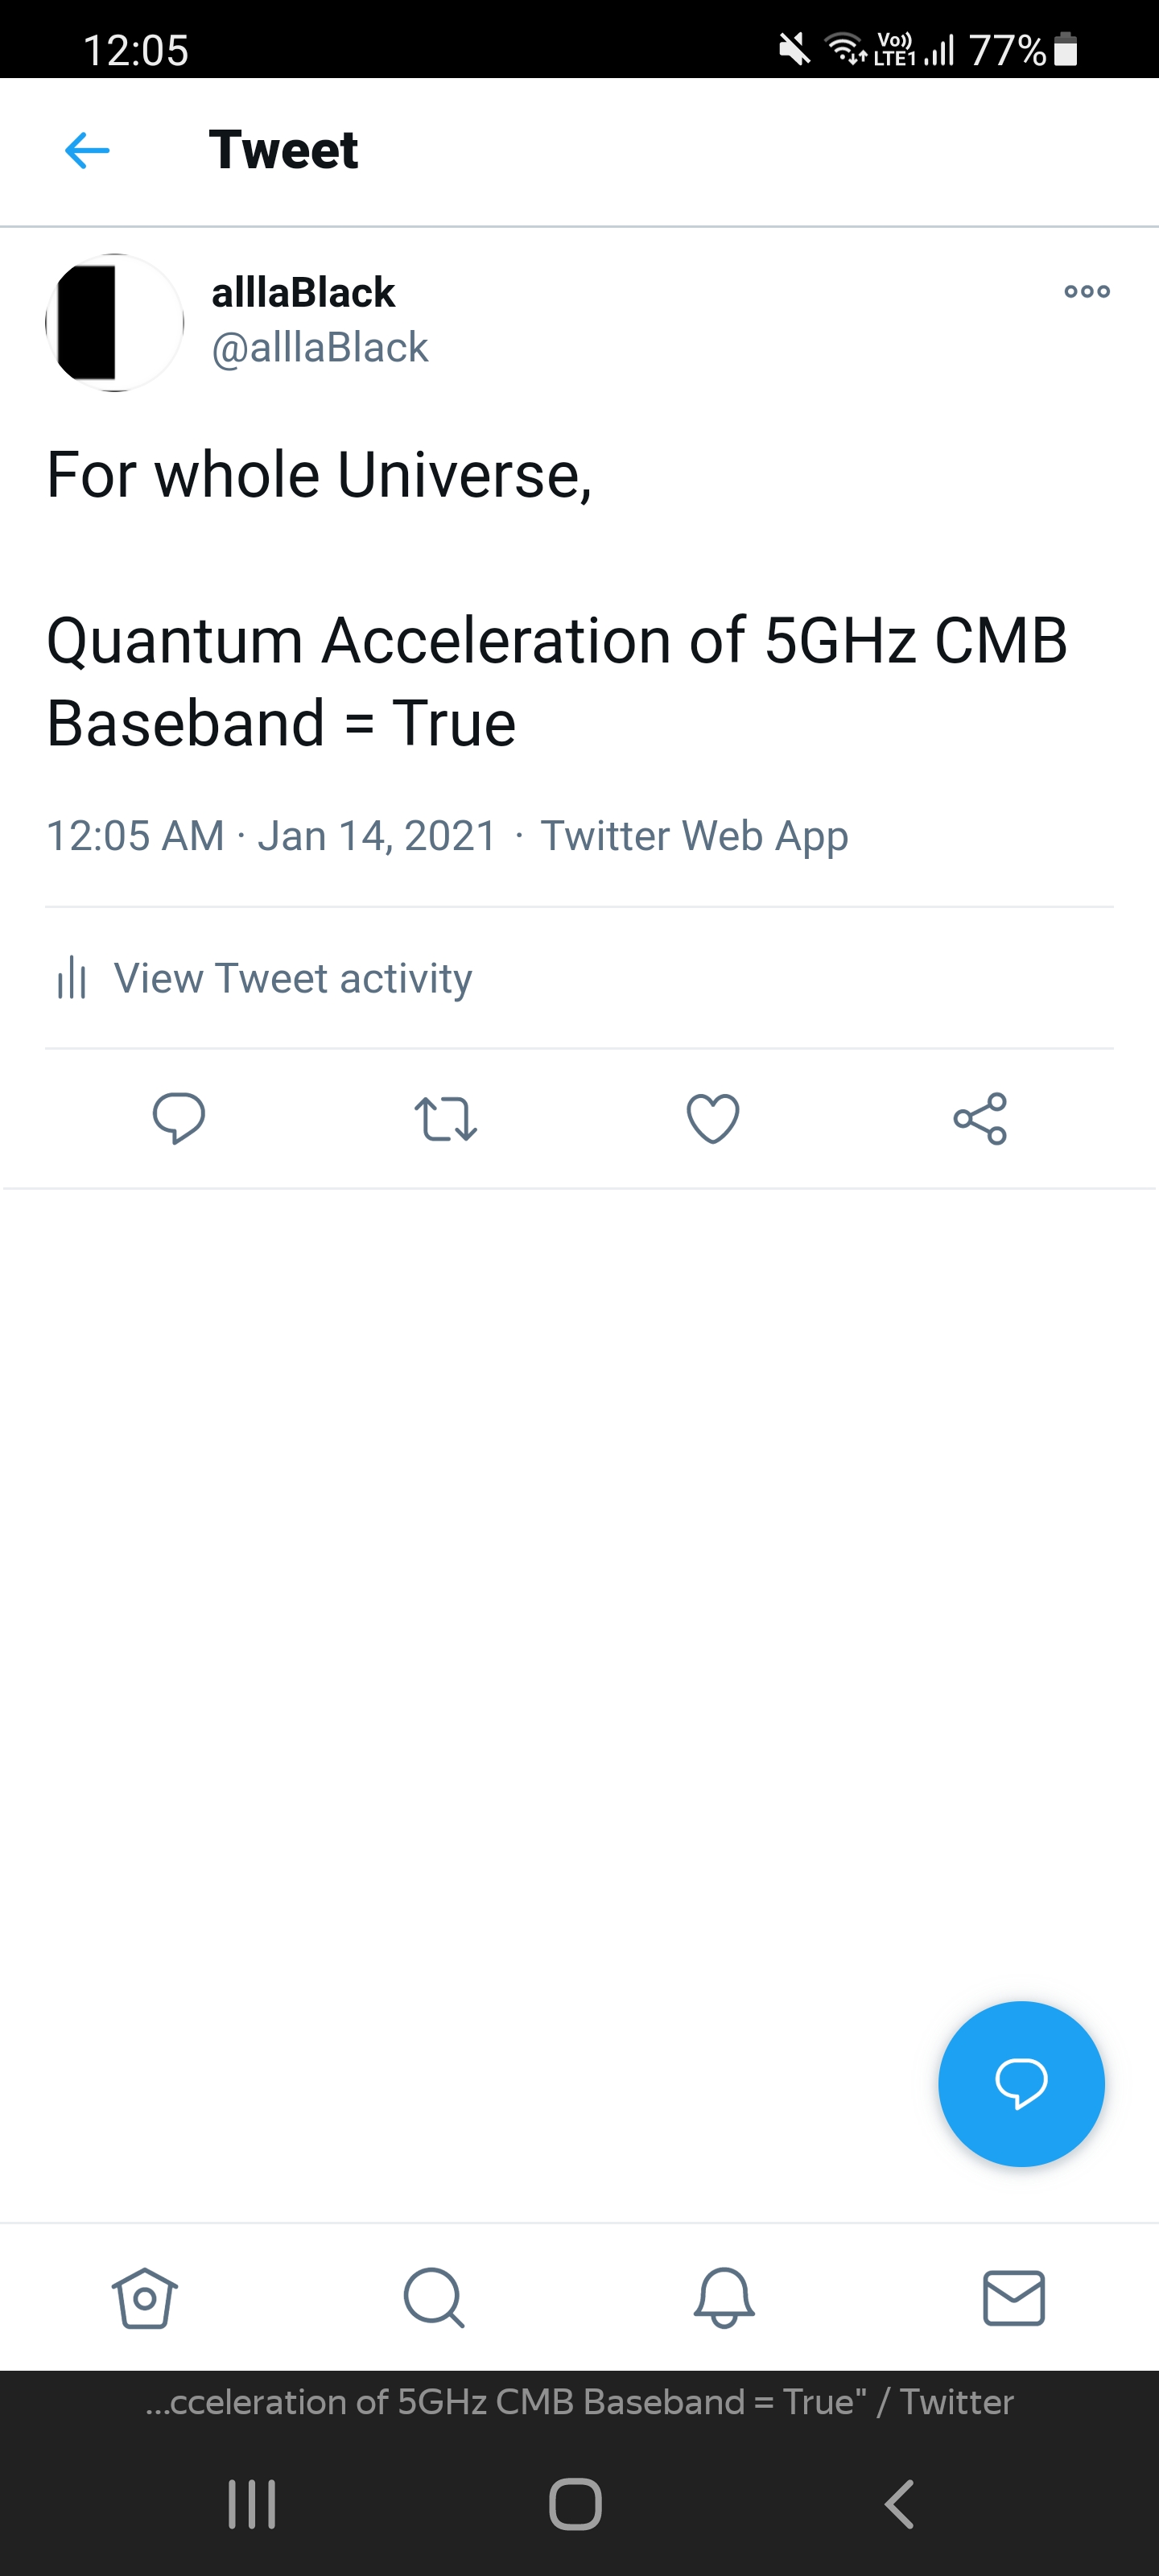 12:05
Vo)) LTE1 77%
Tweet
alllaBlack
@alllaBlack
For whole Universe,
Quantum Acceleration of 5GHz CMB
Baseband = True
12:05 AM · Jan 14, 2021 · Twitter Web App
View Tweet activity
...cceleration of 5GHz CMB Baseband = True" / Twitter